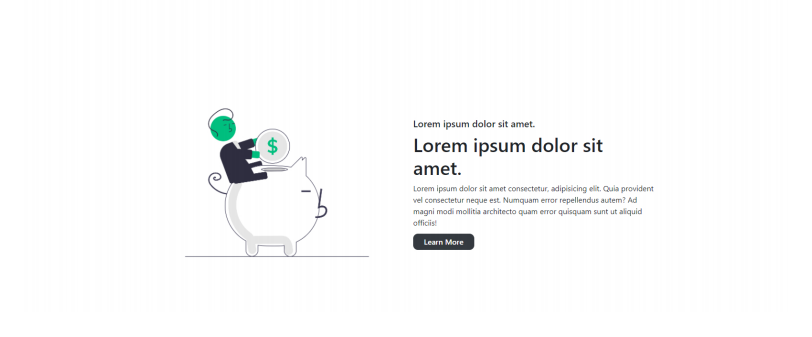 $
Lorem ipsum dolor sit amet.
Lorem ipsum dolor sit
amet.
Lorem ipsum dolor sit amet consectetur, adipisicing elit. Quia provident
vel consectetur neque est. Numquam error repellendus autem? Ad
magni modi mollitia architecto quam error quisquam sunt ut aliquid
officiis!
Learn More